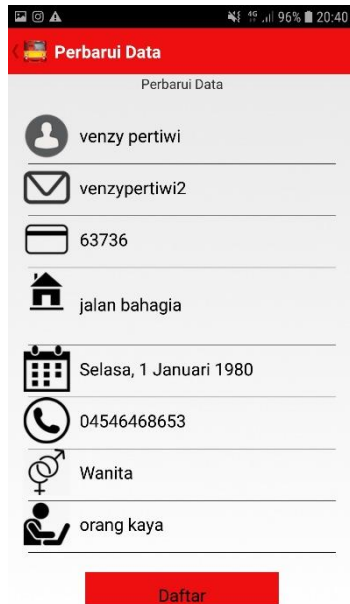 4G 96% 20:40
Perbarui Data
Perbarui Data
venzy pertiwi
venzypertiwi2
63736
jalan bahagia
Selasa, 1 Januari 1980
04546468653
Wanita
orang kaya
Daftar